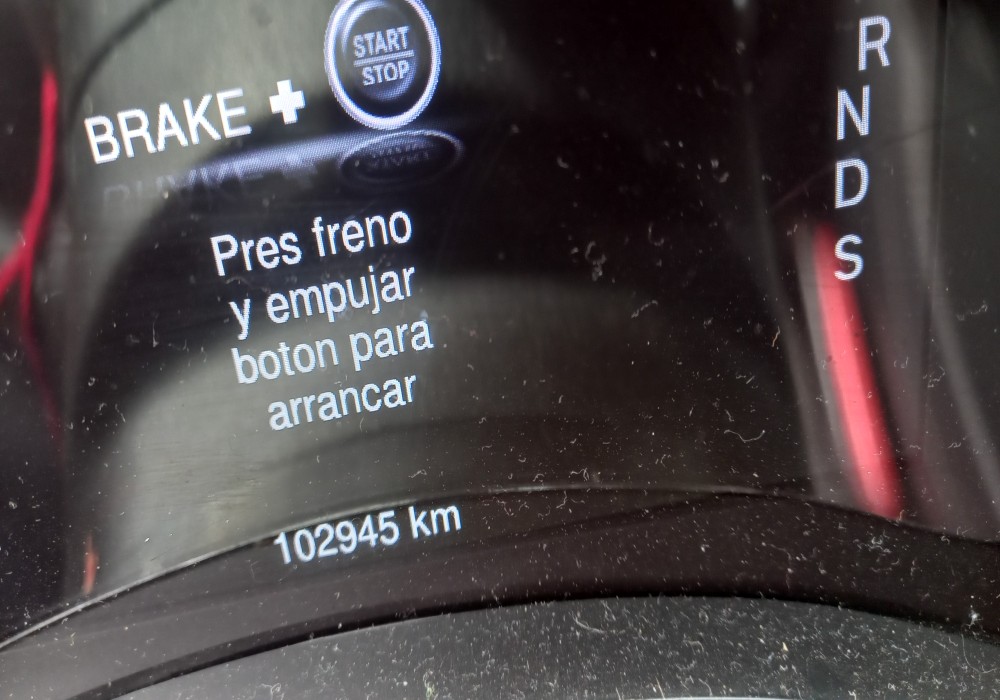 START
STOP
BRAKE +
Pres freno
y empujar
boton para
arrancar
102945 km
R
N
D
S